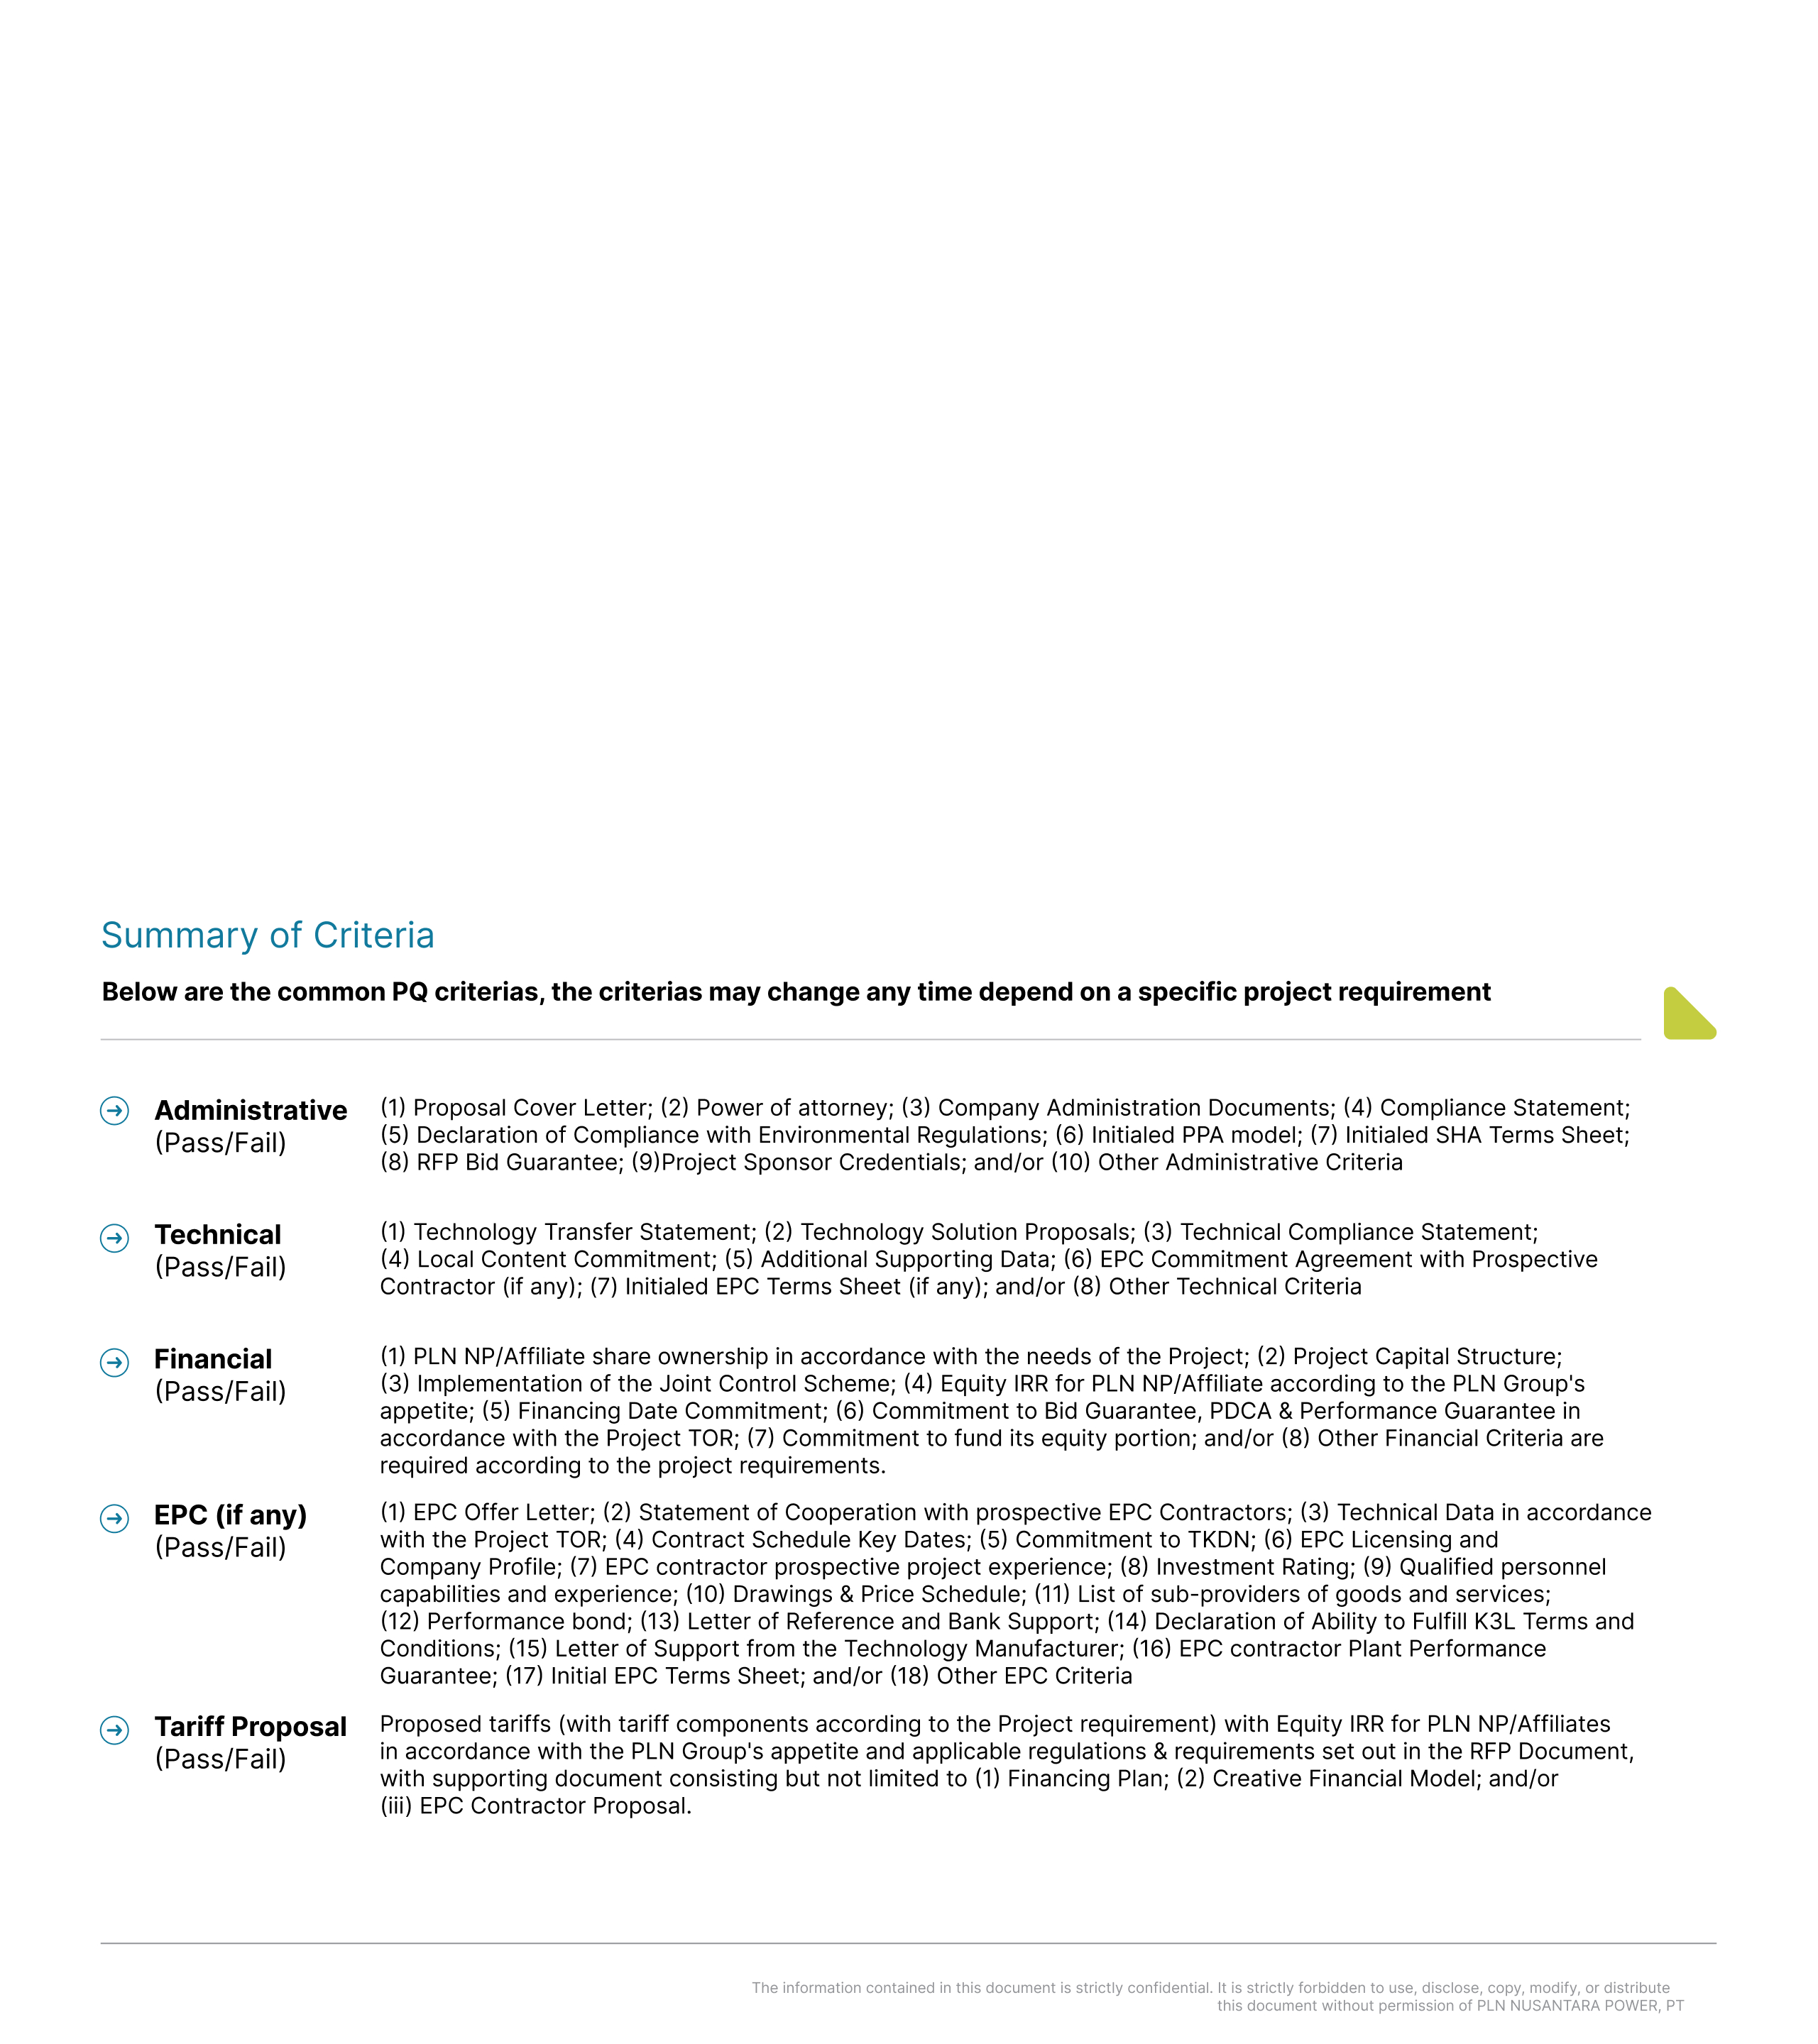 Summary of Criteria
Below are the common PQ criterias, the criterias may change any time depend on a specific project requirement
Administrative
(Pass/Fail)
(1) Proposal Cover Letter; (2) Power of attorney; (3) Company Administration Documents; (4) Compliance Statement;
(5) Declaration of Compliance with Environmental Regulations; (6) Initialed PPA model; (7) Initialed SHA Terms Sheet;
(8) RFP Bid Guarantee; (9)Project Sponsor Credentials; and/or (10) Other Administrative Criteria
Technical
(Pass/Fail)
(1) Technology Transfer Statement; (2) Technology Solution Proposals; (3) Technical Compliance Statement;
(4) Local Content Commitment; (5) Additional Supporting Data; (6) EPC Commitment Agreement with Prospective
Contractor (if any); (7) Initialed EPC Terms Sheet (if any); and/or (8) Other Technical Criteria
Financial
(Pass/Fail)
(1) PLN NP/Affiliate share ownership in accordance with the needs of the Project; (2) Project Capital Structure;
(3) Implementation of the Joint Control Scheme; (4) Equity IRR for PLN NP/Affiliate according to the PLN Group's
appetite; (5) Financing Date Commitment; (6) Commitment to Bid Guarantee, PDCA & Performance Guarantee in
accordance with the Project TOR; (7) Commitment to fund its equity portion; and/or (8) Other Financial Criteria are
required according to the project requirements.
EPC (if any)
(Pass/Fail)
(1) EPC Offer Letter; (2) Statement of Cooperation with prospective EPC Contractors; (3) Technical Data in accordance
with the Project TOR; (4) Contract Schedule Key Dates; (5) Commitment to TKDN; (6) EPC Licensing and
Company Profile; (7) EPC contractor prospective project experience; (8) Investment Rating; (9) Qualified personnel
capabilities and experience; (10) Drawings & Price Schedule; (11) List of sub-providers of goods and services;
(12) Performance bond; (13) Letter of Reference and Bank Support; (14) Declaration of Ability to Fulfill K3L Terms and
Conditions; (15) Letter of Support from the Technology Manufacturer; (16) EPC contractor Plant Performance
Guarantee; (17) Initial EPC Terms Sheet; and/or (18) Other EPC Criteria
Tariff Proposal
(Pass/Fail)
Proposed tariffs (with tariff components according to the Project requirement) with Equity IRR for PLN NP/Affiliates
in accordance with the PLN Group's appetite and applicable regulations & requirements set out in the RFP Document,
with supporting document consisting but not limited to (1) Financing Plan; (2) Creative Financial Model; and/or
(iii) EPC Contractor Proposal.
The information contained in this document is strictly confidential. It is strictly forbidden to use, disclose, copy, modify, or distribute
this document without permission of PLN NUSANTARA POWER, PT